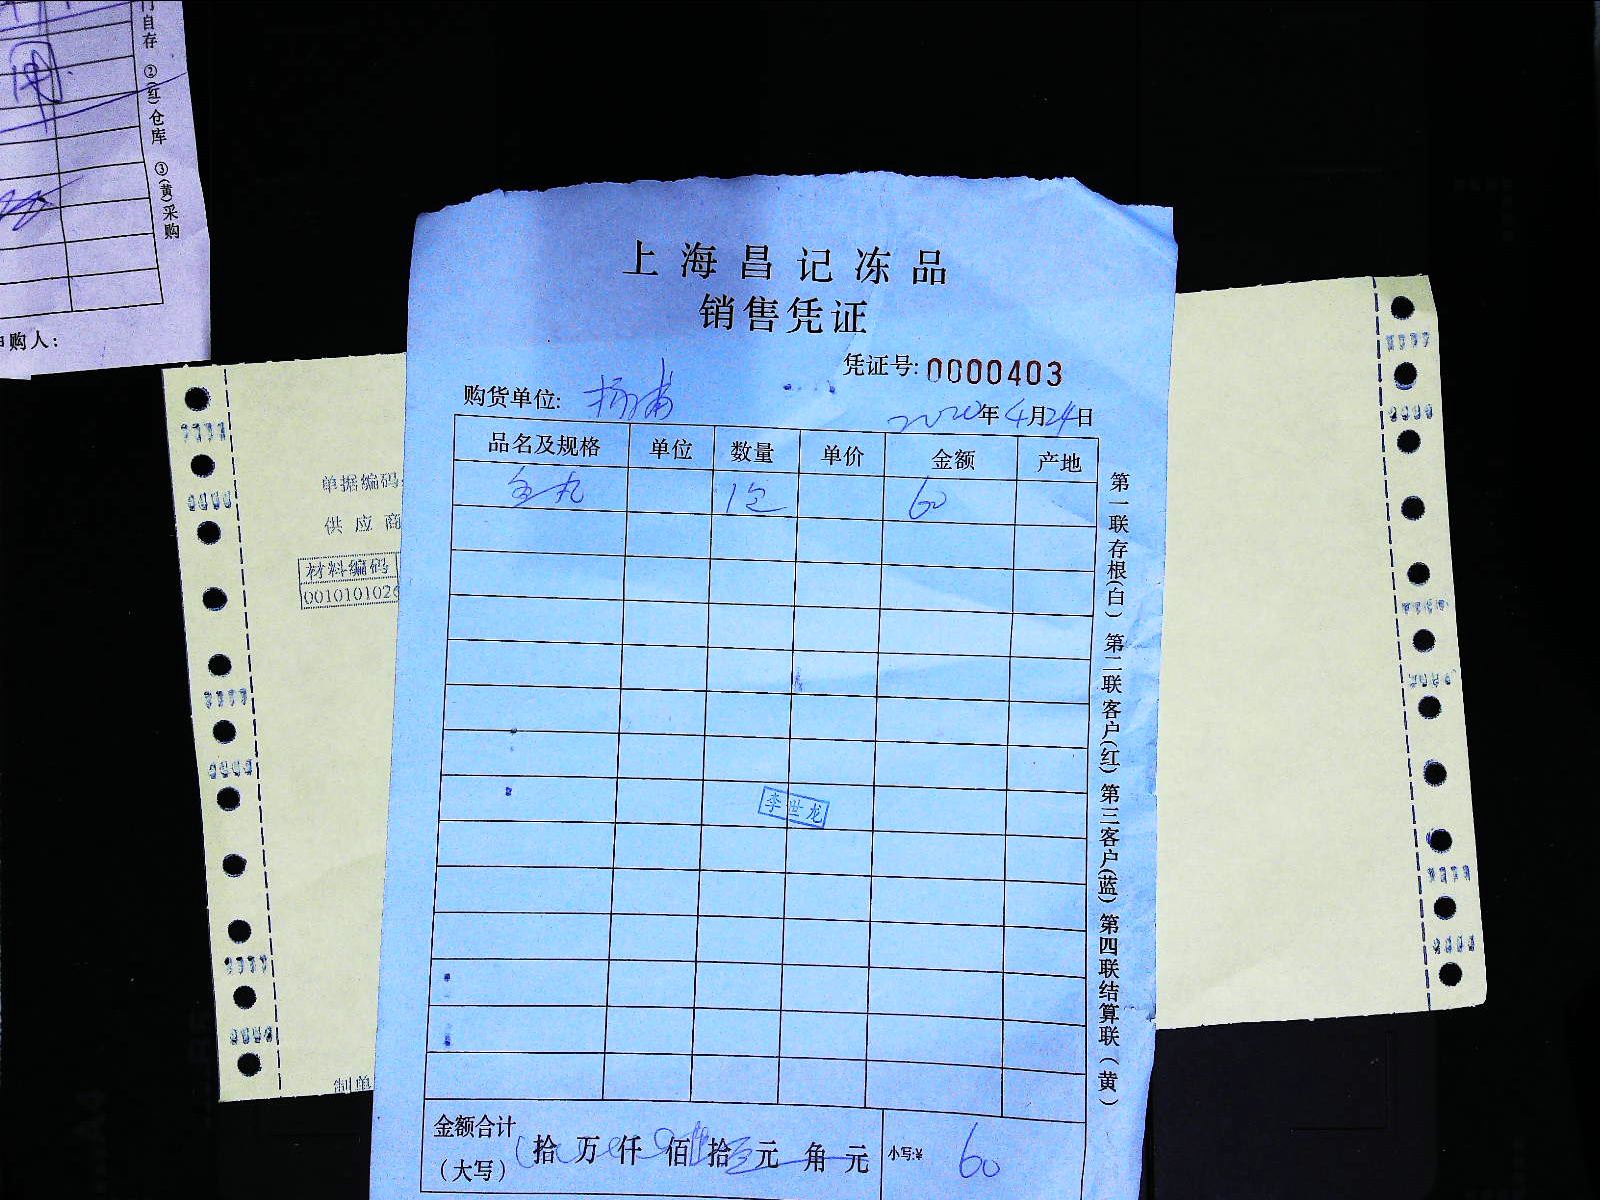 门自存 ②(红)仓库 ③(黄)采购
购人:
上海昌记冻品
销售凭证
凭证号:0000403
购货单位: 杨浦
2020年4月24日
品名及规格 单位 数量 单价 金额 产地
1包 60
李世龙
第一联存根(白) 第二联客户(红) 第三客户(蓝) 第四联结算联(黄)
金额合计
(大写)
拾万仟佰拾元角元
小写:¥ 60
单据编码
供应商
材料编码
001010102
制单